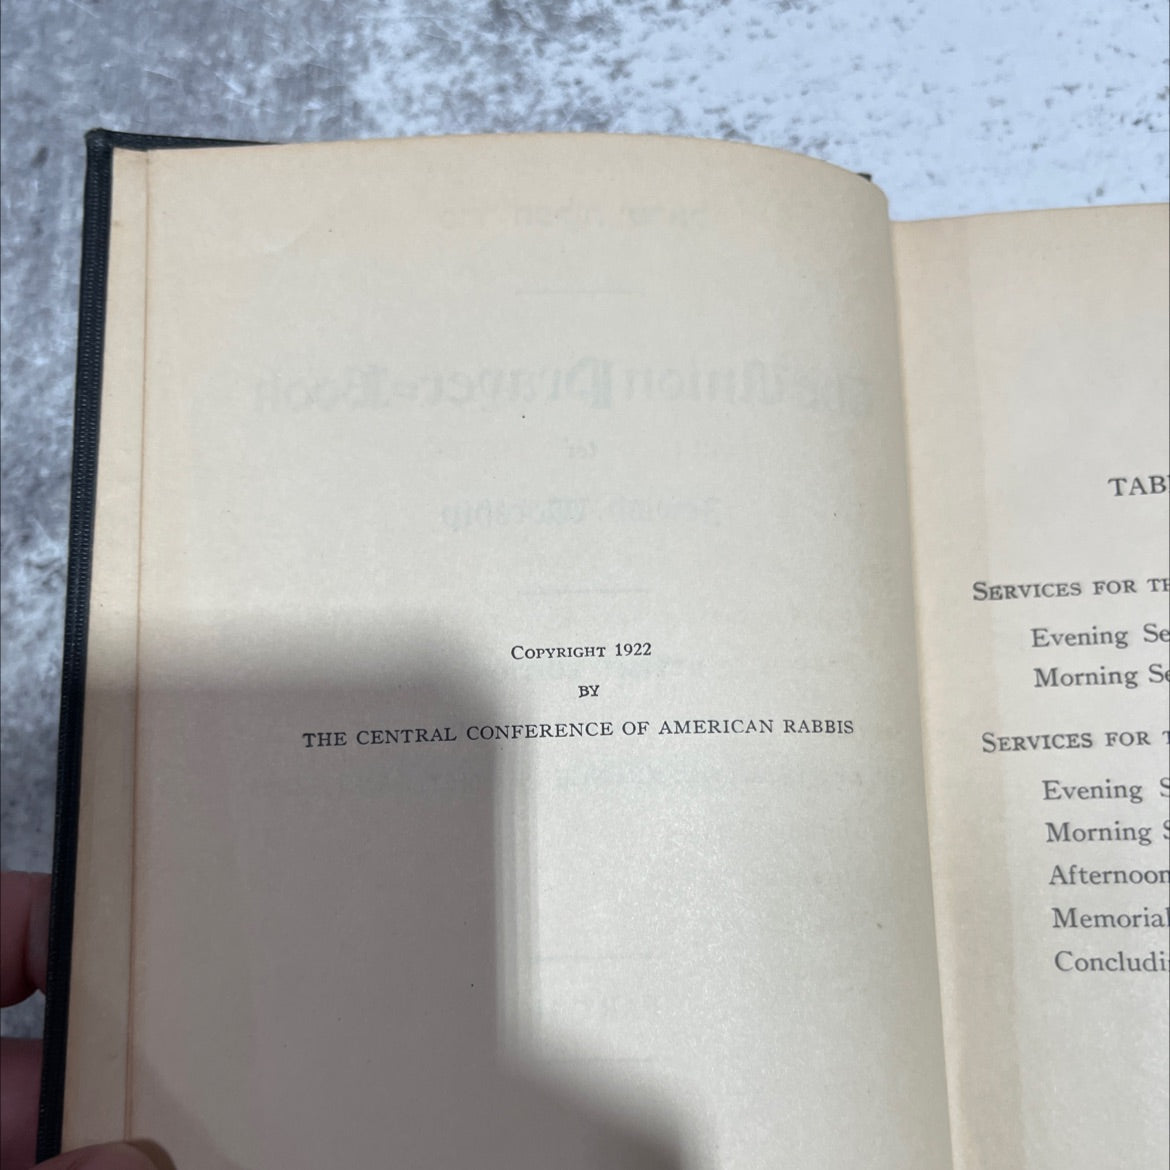 COPYRIGHT 1922
BY
THE CENTRAL CONFERENCE OF AMERICAN RABBIS
TAB
SERVICES FOR
Evening Se
Morning Se
SERVICES FOR
Evening S
Morning S
Afternoon
Memorial
Concludi